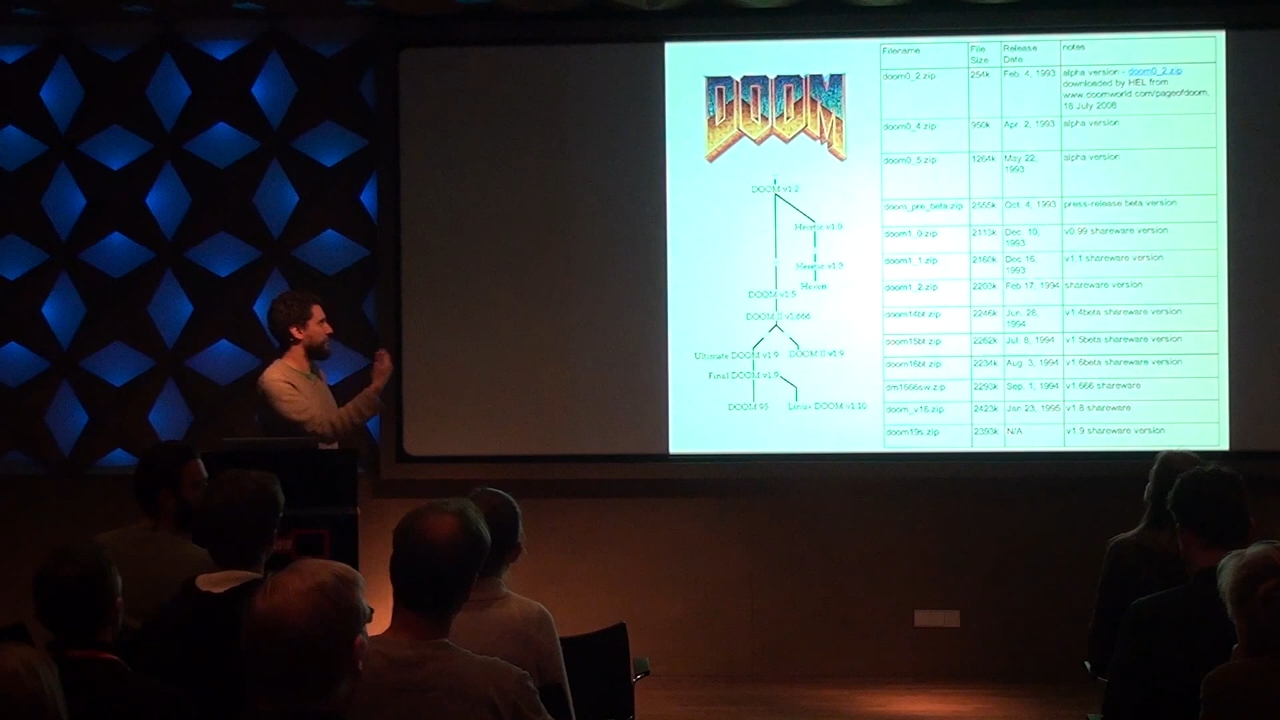 DOOM
DOOM v1.2
Heretic v1.0
Heretic v1.3
Hexen
DOOM v1.5
DOOM II v1.666
Ultimate DOOM v1.9 DOOM II v1.9
Final DOOM v1.9
DOOM 95 Linux DOOM v1.10
Filename File Size Release Date notes
doom0_2.zip 254k Feb. 4, 1993 alpha version - doom0_2.zip
downloaded by HEL from
www.doomworld.com/pageofdoom,
18 July 2008
doom0_4.zip 950k Apr. 2, 1993 alpha version
doom0_5.zip 1264k May 22, 1993 alpha version
doom_pre_beta.zip 2555k Oct. 4, 1993 press-release beta version
doom1_0.zip 2113k Dec. 10, 1993 v0.99 shareware version
doom1_1.zip 2160k Dec 16, 1993 v1.1 shareware version
doom1_2.zip 2203k Feb 17, 1994 shareware version
doom14bt.zip 2246k Jun. 28, 1994 v1.4beta shareware version
doom15bt.zip 2262k Jul. 8, 1994 v1.5beta shareware version
doom16bt.zip 2234k Aug. 3, 1994 v1.6beta shareware version
dm1666sw.zip 2293k Sep. 1, 1994 v1.666 shareware
doom_v18.zip 2423k Jan 23, 1995 v1.8 shareware
doom19s.zip 2393k N/A v1.9 shareware version